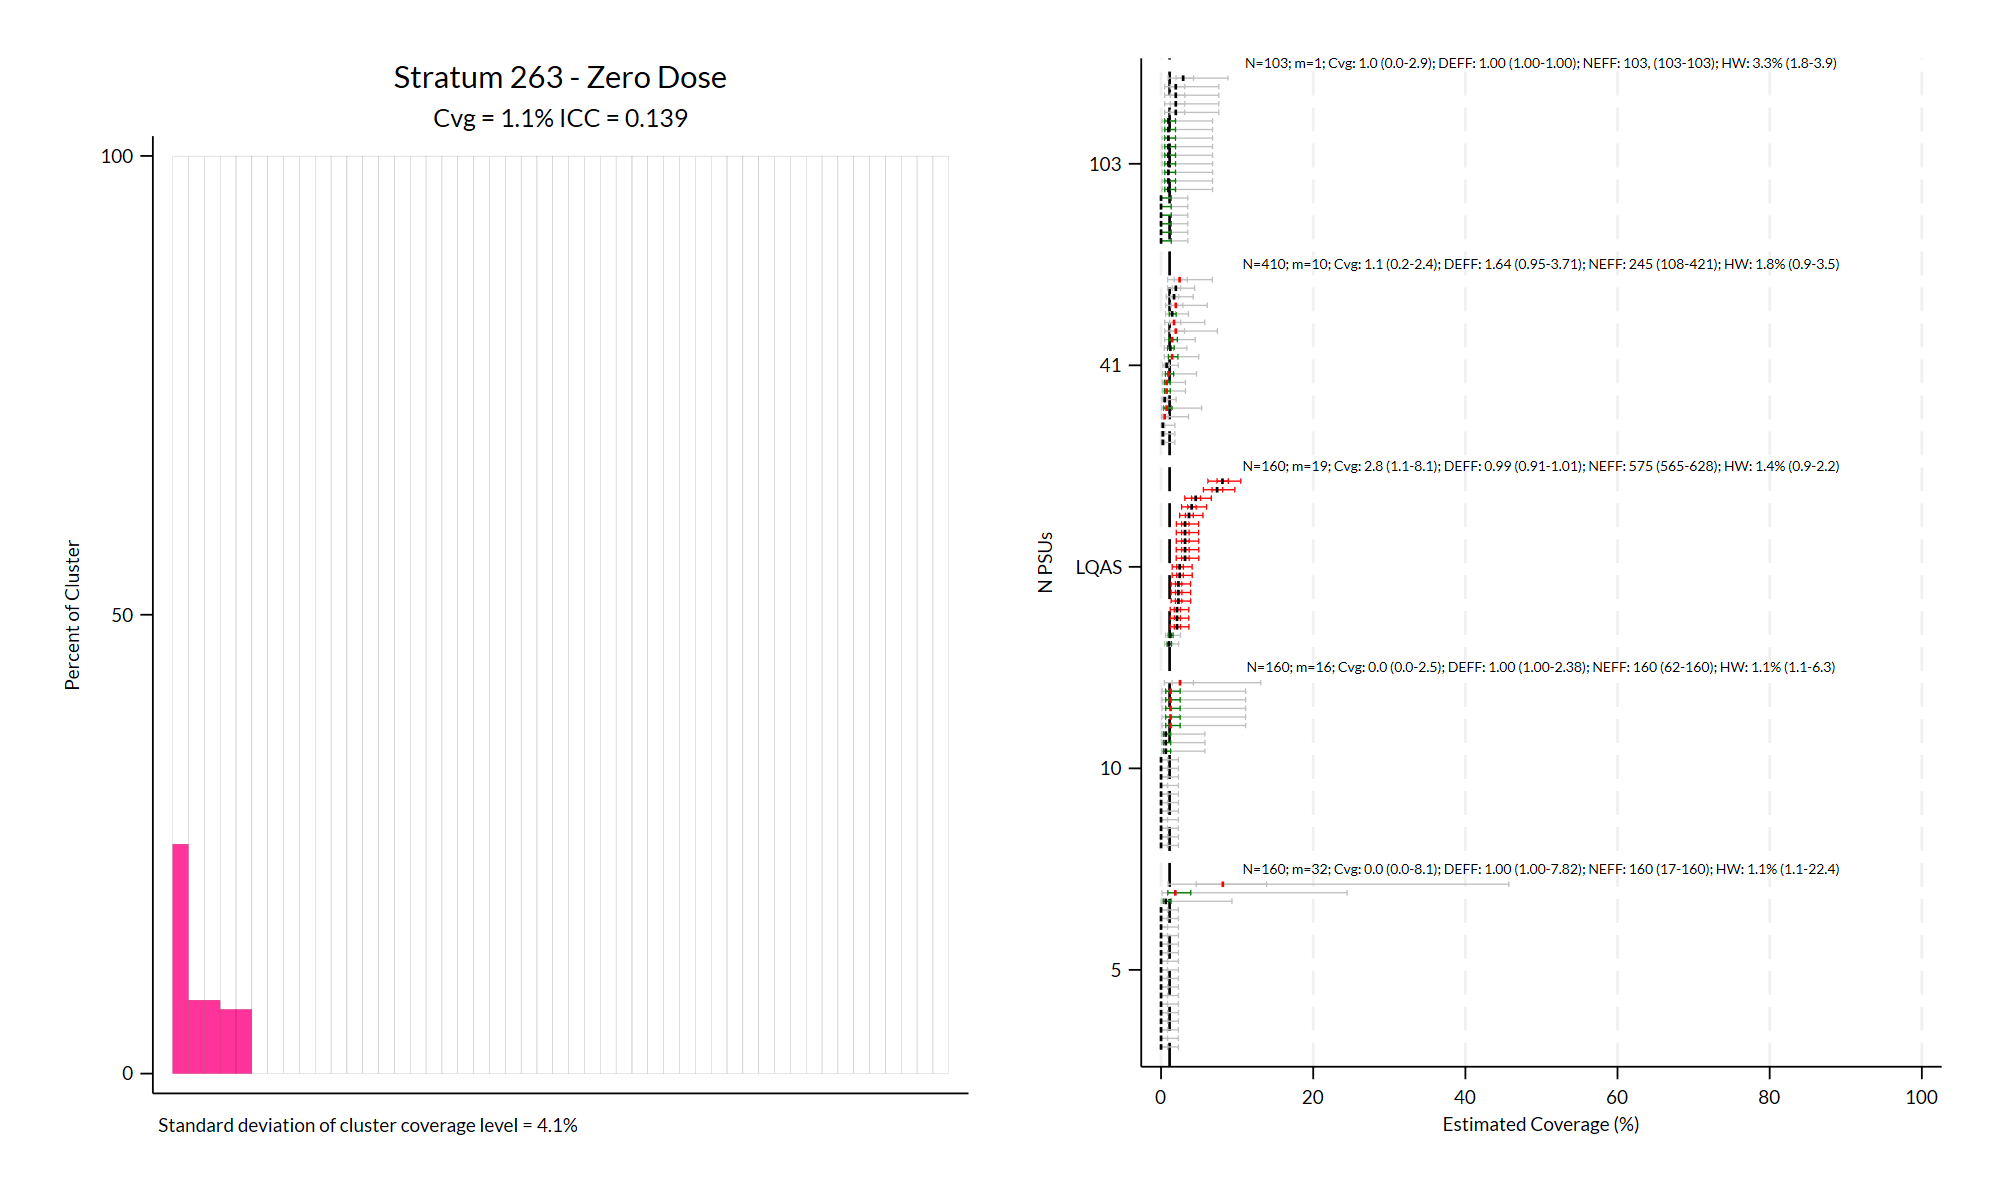 Stratum 263 - Zero Dose
Cvg = 1.1% ICC = 0.139
100
50
0
Percent of Cluster
Standard deviation of cluster coverage level = 4.1%
N=103; m=1; Cvg: 1.0 (0.0-2.9); DEFF: 1.00 (1.00-1.00); NEFF: 103, (103-103); HW: 3.3% (1.8-3.9)
103
N=410; m=10; Cvg: 1.1 (0.2-2.4); DEFF: 1.64 (0.95-3.71); NEFF: 245 (108-421); HW: 1.8% (0.9-3.5)
41
N=160; m=19; Cvg: 2.8 (1.1-8.1); DEFF: 0.99 (0.91-1.01); NEFF: 575 (565-628); HW: 1.4% (0.9-2.2)
LQAS
N PSUs
N=160; m=16; Cvg: 0.0 (0.0-2.5); DEFF: 1.00 (1.00-2.38); NEFF: 160 (62-160); HW: 1.1% (1.1-6.3)
10
N=160; m=32; Cvg: 0.0 (0.0-8.1); DEFF: 1.00 (1.00-7.82); NEFF: 160 (17-160); HW: 1.1% (1.1-22.4)
5
0 20 40 60 80 100
Estimated Coverage (%)